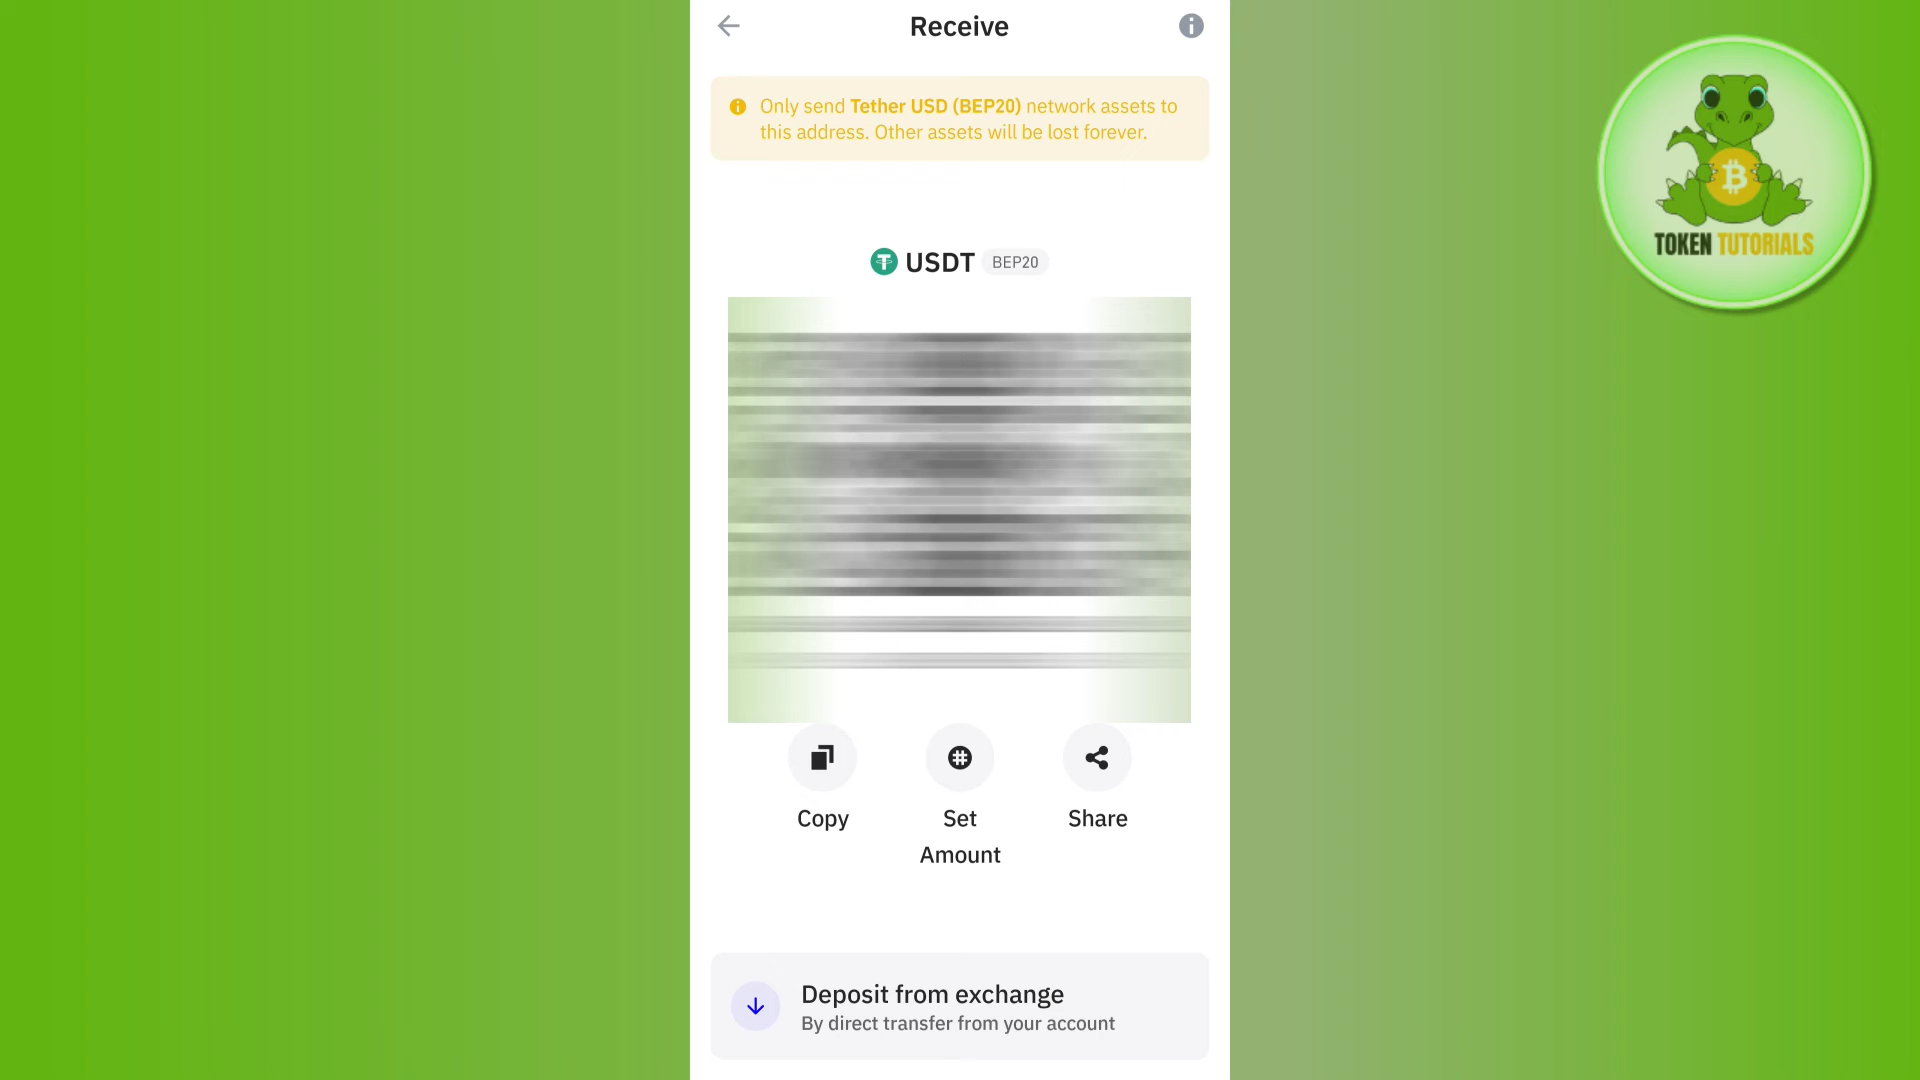 Receive
Only send Tether USD (BEP20) network assets to
this address. Other assets will be lost forever.
USDT BEP20
Copy
Set
Amount
Share
Deposit from exchange
By direct transfer from your account
TOKEN TUTORIALS